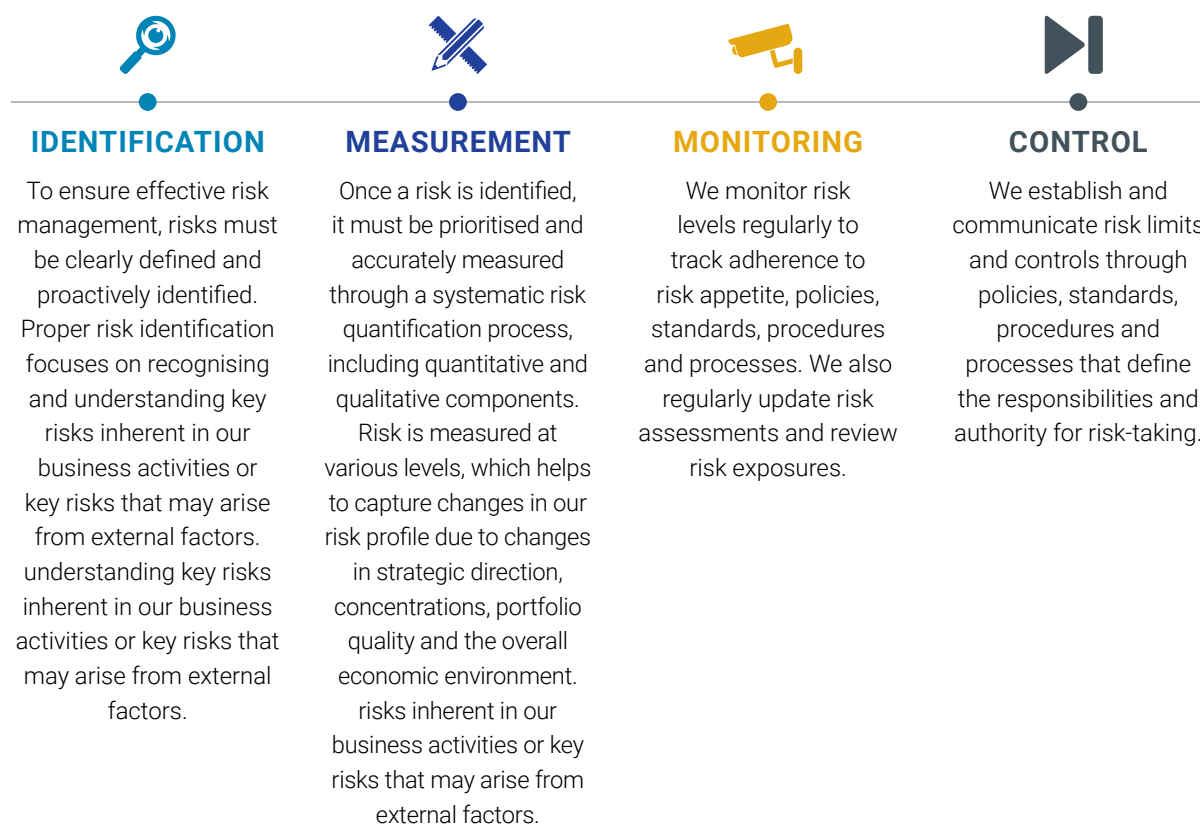 IDENTIFICATION
To ensure effective risk
management, risks must
be clearly defined and
proactively identified.
Proper risk identification
focuses on recognising
and understanding key
risks inherent in our
business activities or
key risks that may arise
from external factors.
understanding key risks
inherent in our business
activities or key risks that
may arise from external
factors.
MEASUREMENT
Once a risk is identified,
it must be prioritised and
accurately measured
through a systematic risk
quantification process,
including quantitative and
qualitative components.
Risk is measured at
various levels, which helps
to capture changes in our
risk profile due to changes
in strategic direction,
concentrations, portfolio
quality and the overall
economic environment.
risks inherent in our
business activities or key
risks that may arise from
external factors.
MONITORING
We monitor risk
levels regularly to
track adherence to
risk appetite, policies,
standards, procedures
and processes. We also
regularly update risk
assessments and review
risk exposures.
CONTROL
We establish and
communicate risk limits
and controls through
policies, standards,
procedures and
processes that define
the responsibilities and
authority for risk-taking.